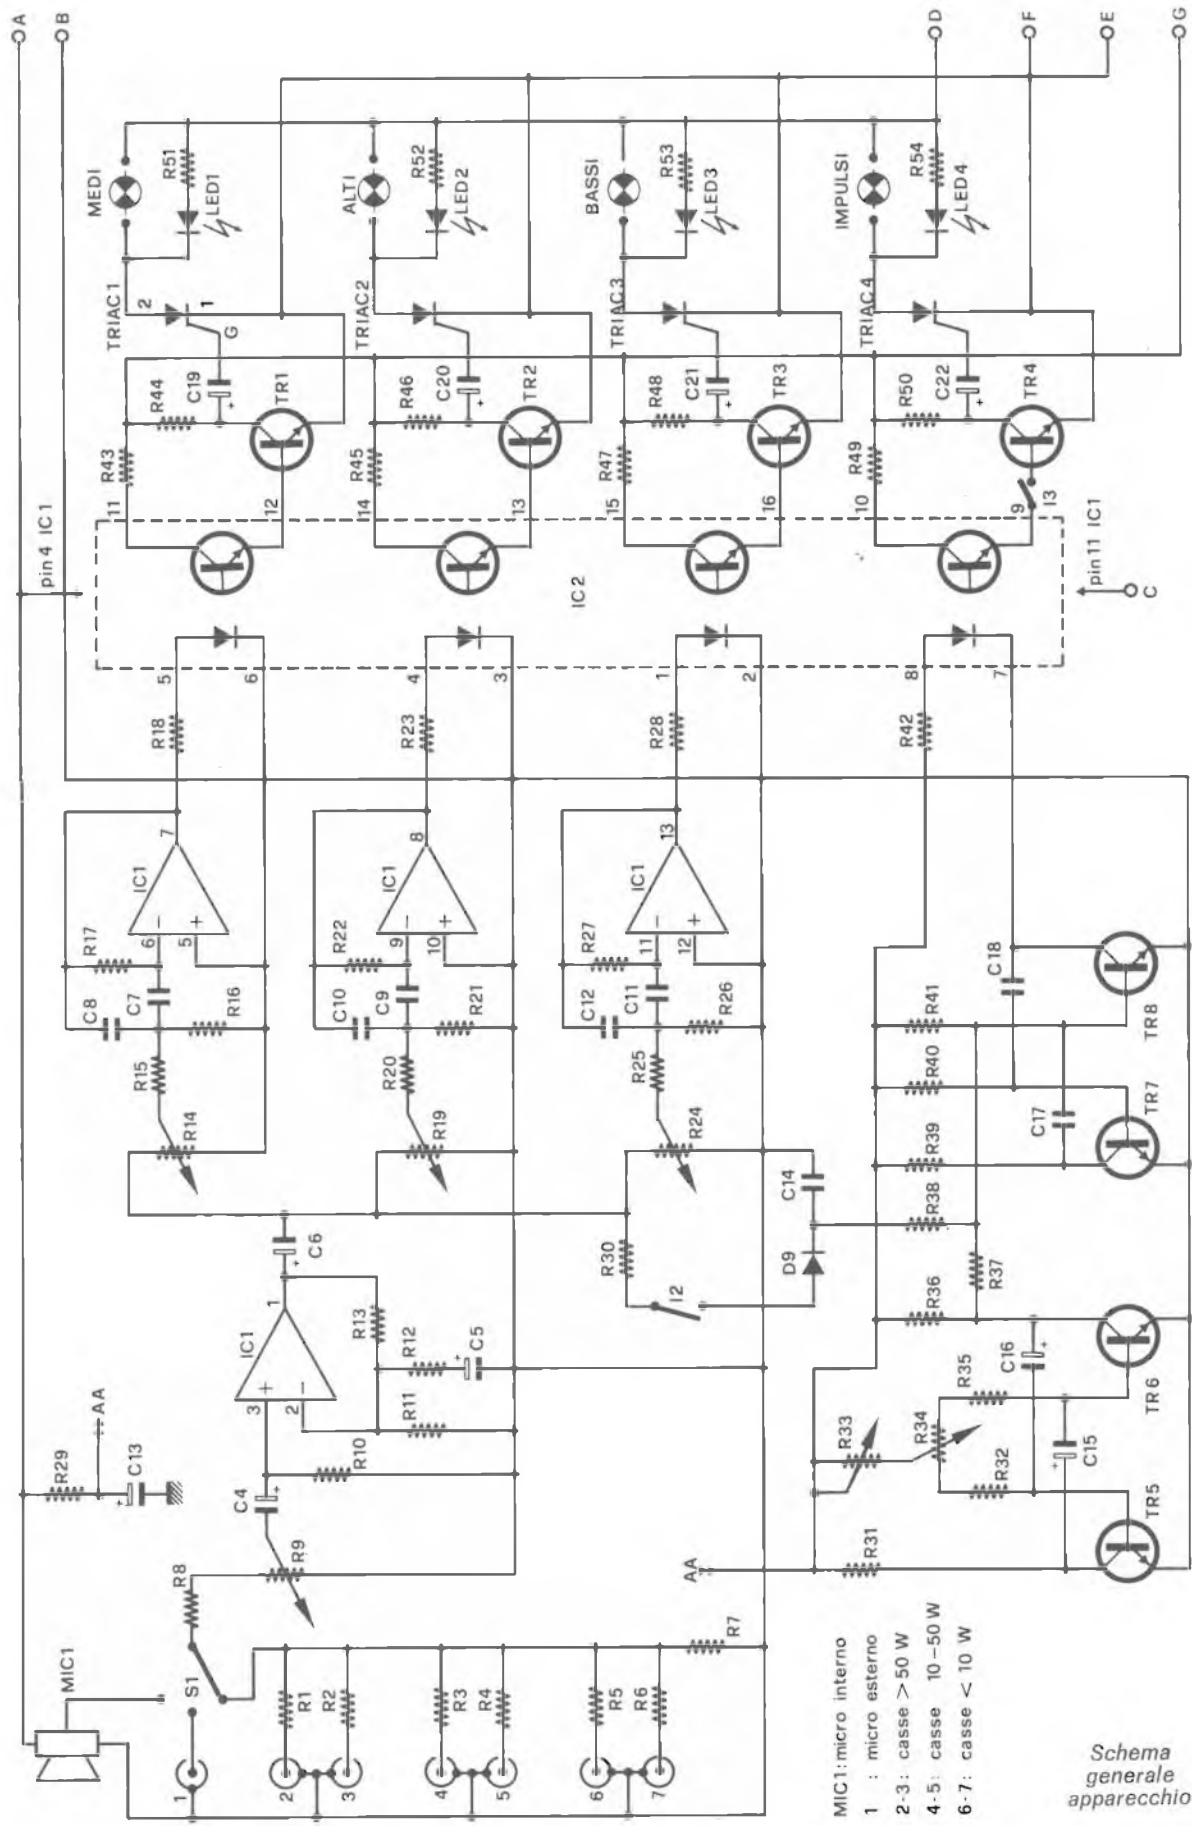 A
B
pin 4 IC 1
MIC1
S1
R8
R9
R29
C13
AA
C4
R10
R11
R12
R13
C5
IC1
3
2
1
+
−
C6
R14
R15
C8
C7
R16
R17
IC1
6
5
7
−
+
R18
5
6
R43
11
12
R44
C19
TR1
TRIAC1
2
1
G
MEDI
R51
LED1
R19
R20
C10
C9
R21
R22
IC1
9
10
8
−
+
R23
4
3
R45
14
13
R46
C20
TR2
TRIAC2
ALTI
R52
LED2
R24
R25
C12
C11
R26
R27
IC1
11
12
13
−
+
R28
1
2
IC2
R47
15
16
R48
C21
TR3
TRIAC3
BASSI
R53
LED3
R30
I2
D9
C14
R42
8
7
R49
10
9
I3
R50
C22
TR4
TRIAC4
IMPULSI
R54
LED4
pin 11 IC1
C
D
F
E
G
1
2
3
4
5
6
7
R1
R2
R3
R4
R5
R6
R7
AA
R31
R32
R33
R34
R35
R36
R37
R38
R39
R40
R41
C15
C16
C17
C18
TR5
TR6
TR7
TR8
MIC1: micro interno
1 : micro esterno
2-3 : casse > 50 W
4-5 : casse 10–50 W
6-7 : casse < 10 W
Schema
generale
apparecchio